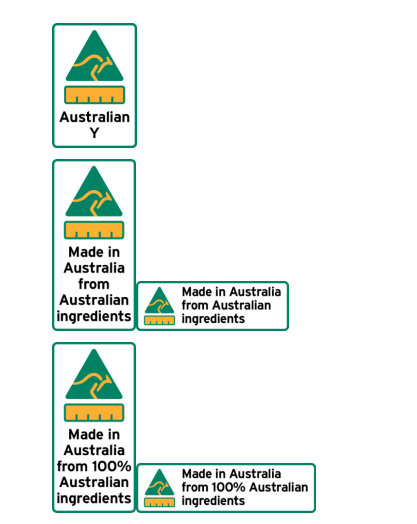 Australian
Y
Made in
Australia
from
Australian
ingredients
Made in Australia
from Australian
ingredients
Made in
Australia
from 100%
Australian
ingredients
Made in Australia
from 100% Australian
ingredients